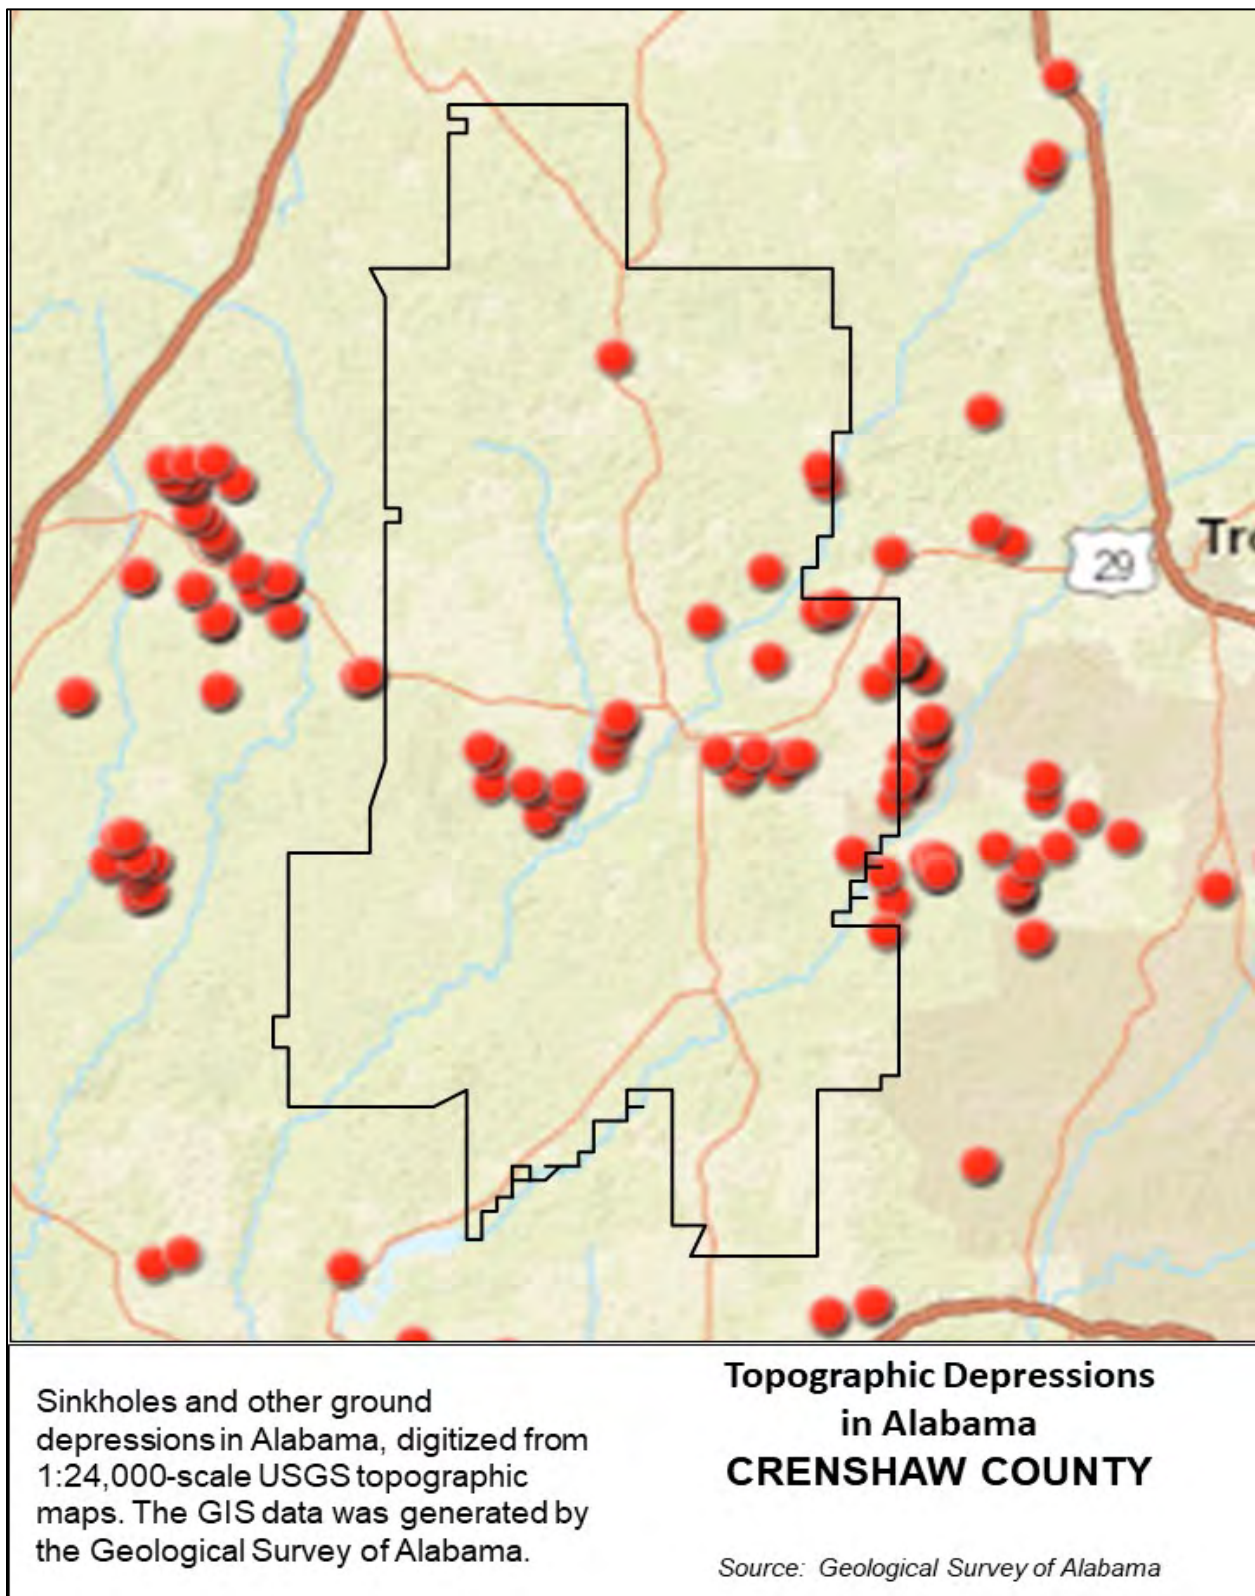 Tr
29
Sinkholes and other ground
depressions in Alabama, digitized from
1:24,000-scale USGS topographic
maps. The GIS data was generated by
the Geological Survey of Alabama.
Topographic Depressions
in Alabama
CRENSHAW COUNTY
Source: Geological Survey of Alabama